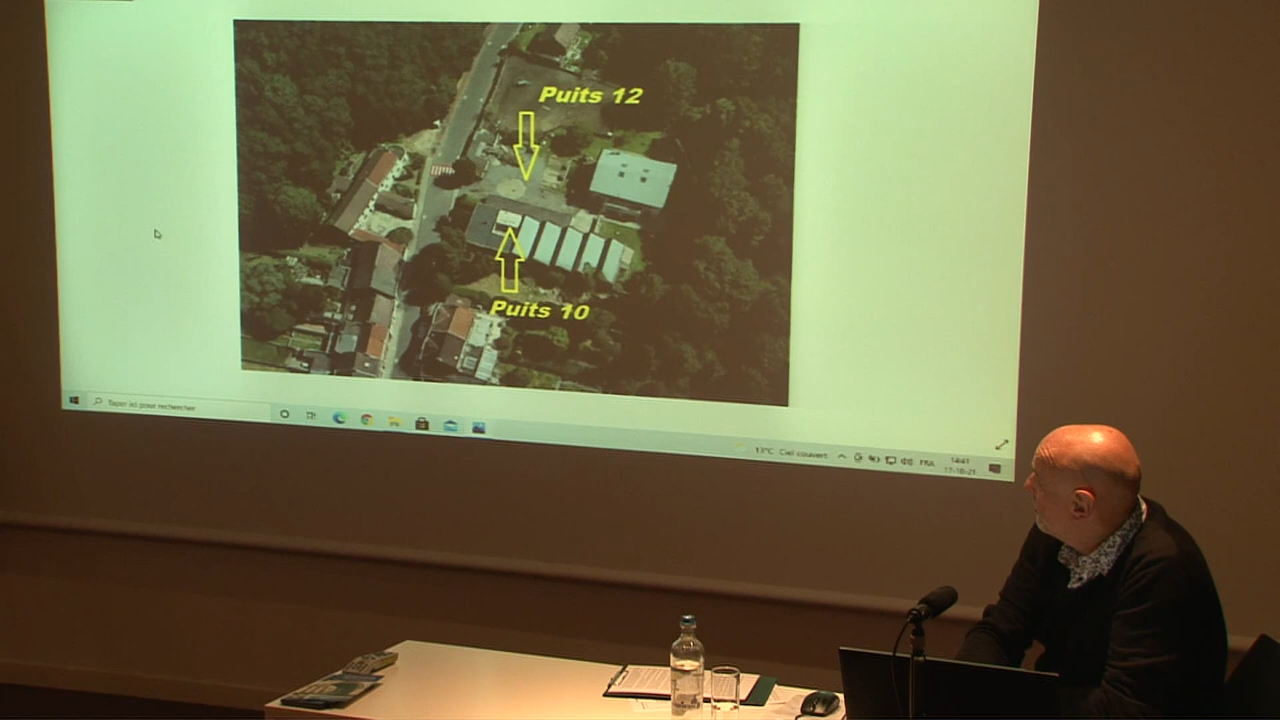 Puits 12
Puits 10
Taper ici pour rechercher
13°C Ciel couvert
FRA
14:41
17-10-21